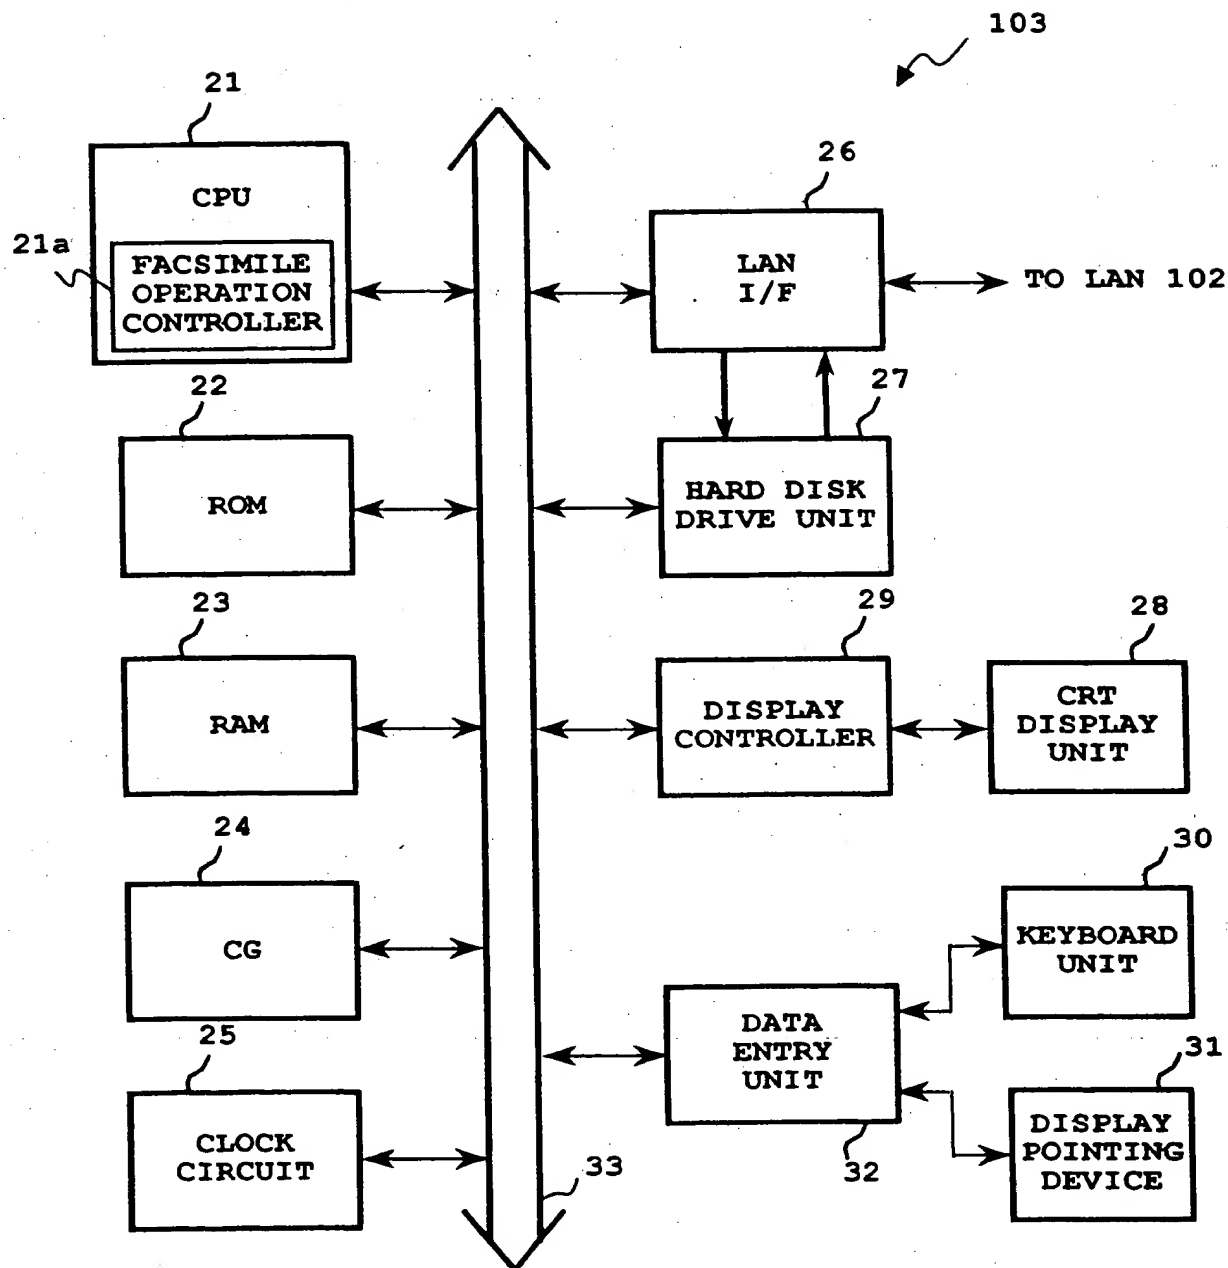 103
21
CPU
21a
FACSIMILE
OPERATION
CONTROLLER
26
LAN
I/F
TO LAN 102
22
ROM
27
HARD DISK
DRIVE UNIT
23
RAM
29
DISPLAY
CONTROLLER
28
CRT
DISPLAY
UNIT
24
CG
30
KEYBOARD
UNIT
25
CLOCK
CIRCUIT
DATA
ENTRY
UNIT
32
31
DISPLAY
POINTING
DEVICE
33